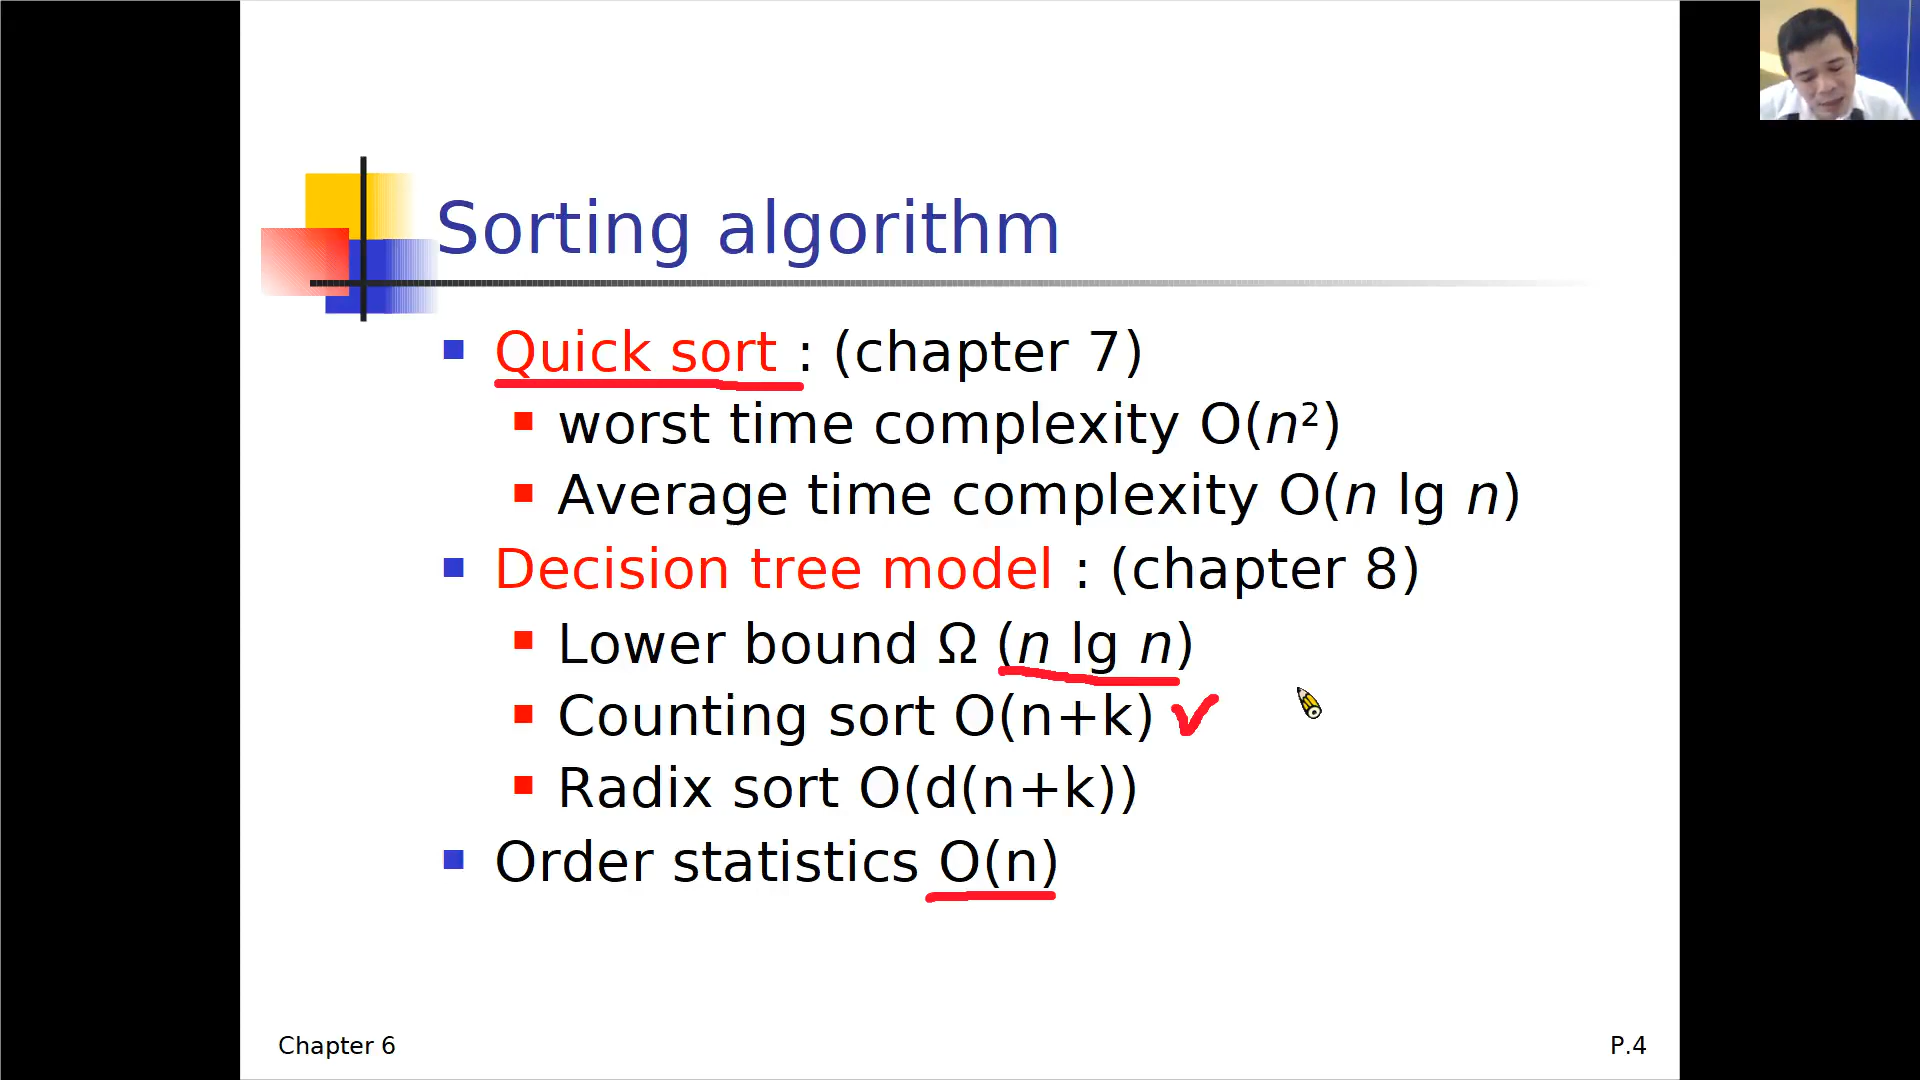 Sorting algorithm
Quick sort : (chapter 7)
worst time complexity O(n²)
Average time complexity O(n lg n)
Decision tree model : (chapter 8)
Lower bound Ω (n lg n)
Counting sort O(n+k)
Radix sort O(d(n+k))
Order statistics O(n)
Chapter 6
P.4